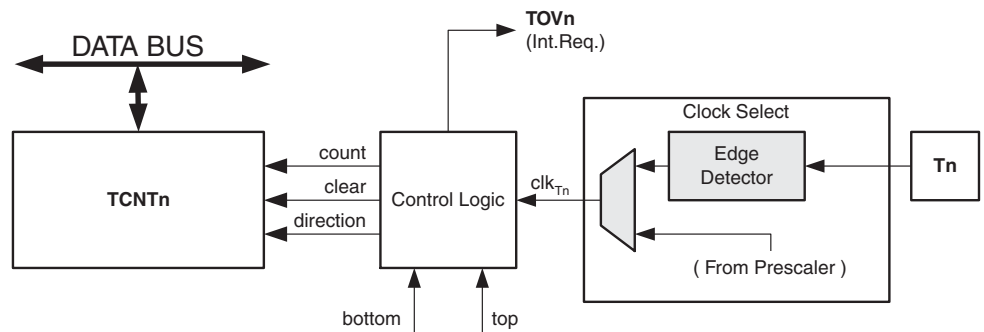 TOVn
(Int.Req.)
DATA BUS
Clock Select
count
clear
direction
TCNTn
Control Logic
clkTn
Edge
Detector
Tn
( From Prescaler )
bottom
top